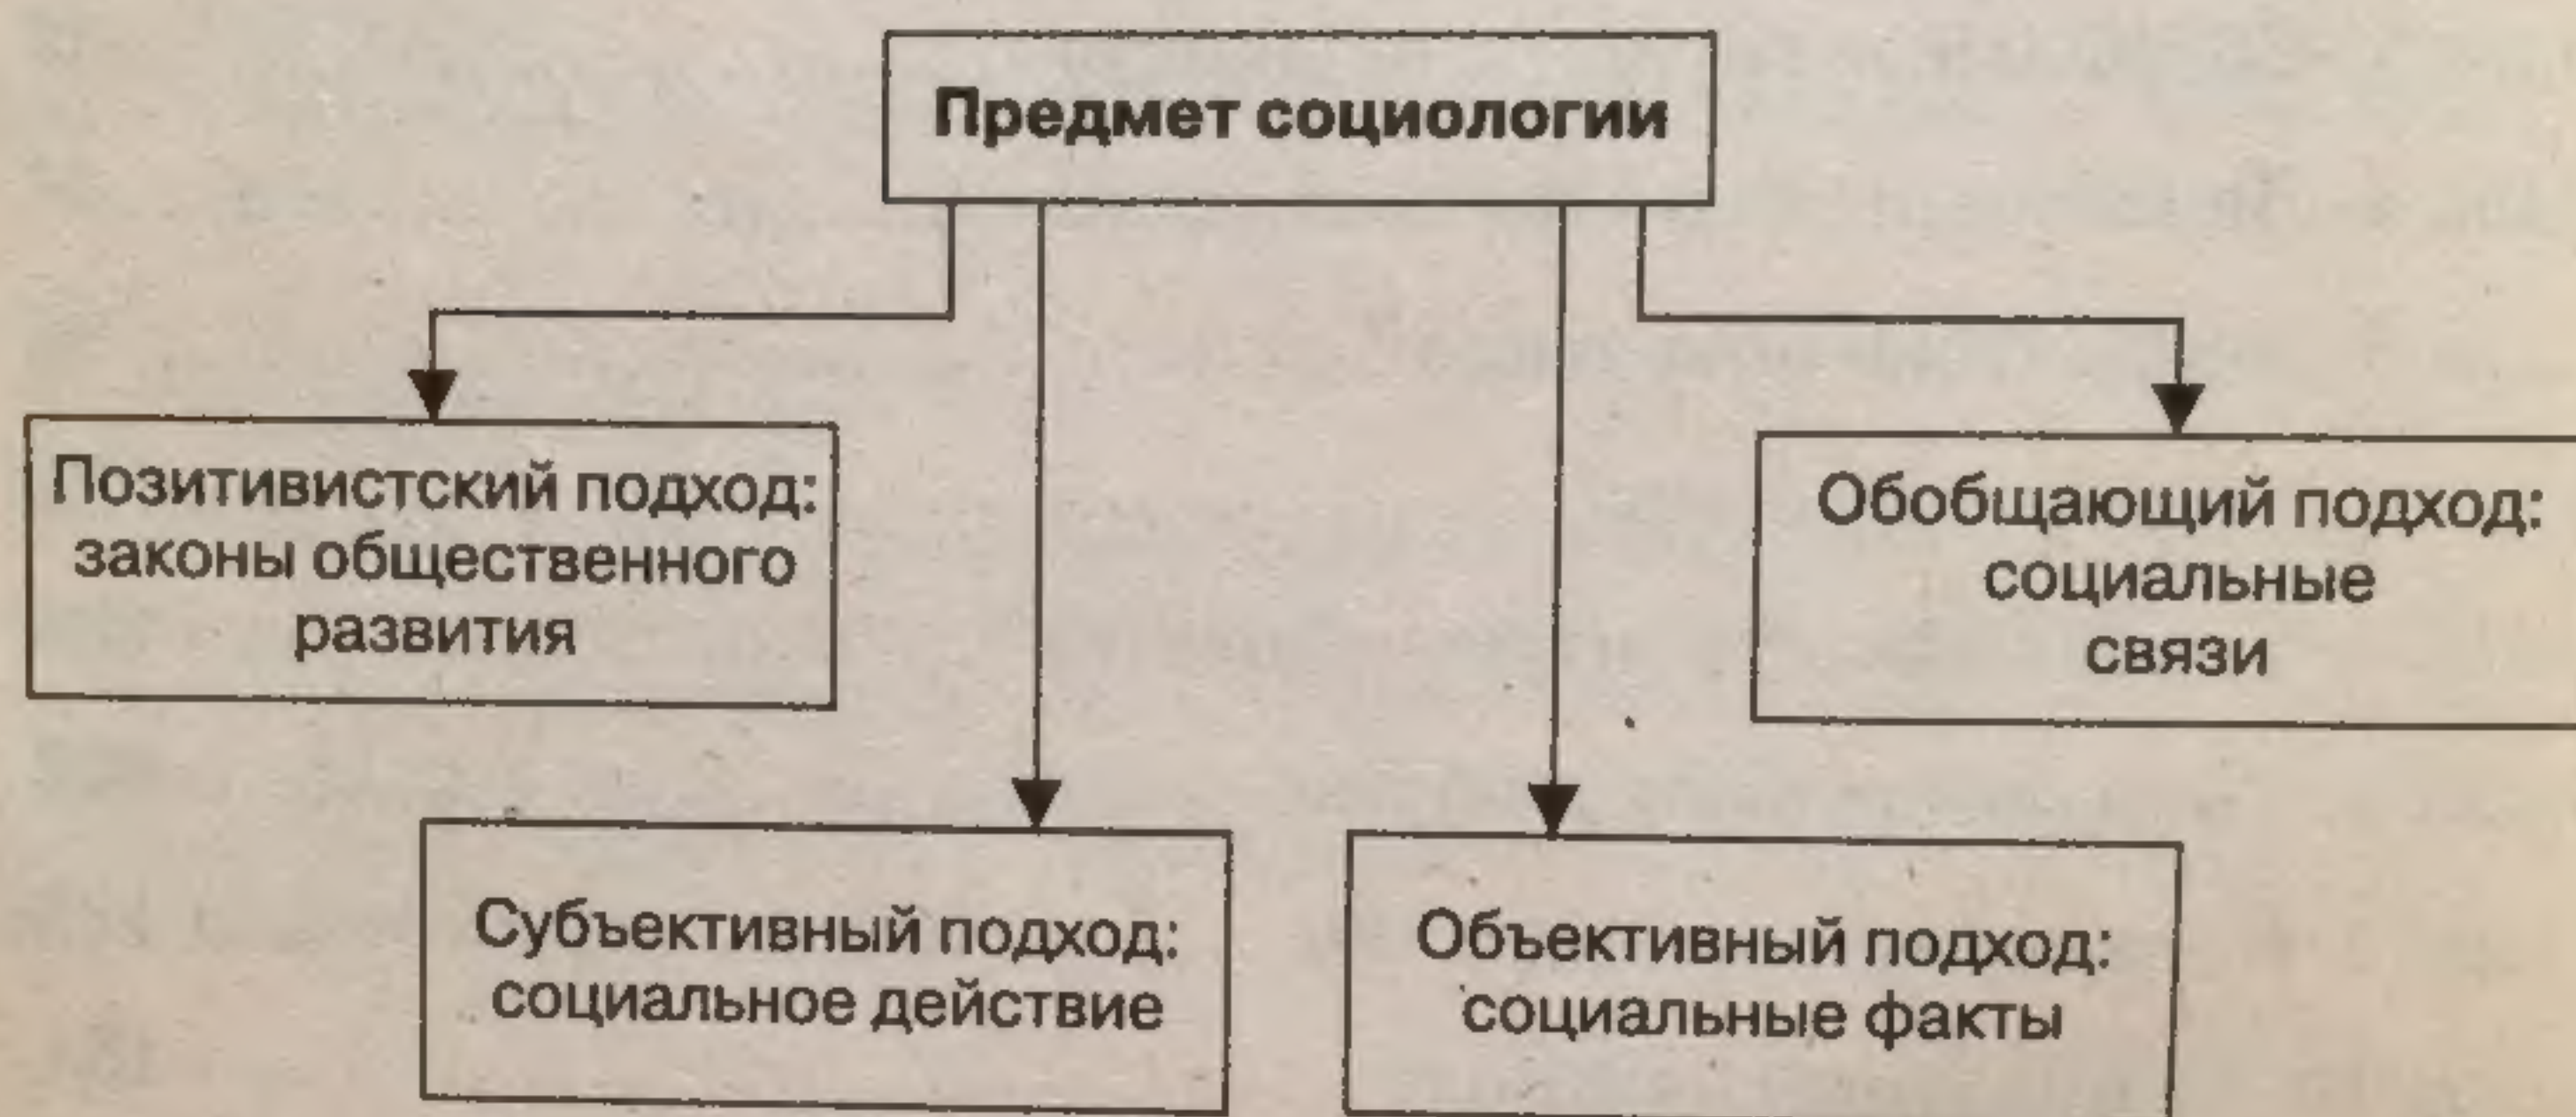 Предмет социологии
Позитивистский подход:
законы общественного
развития
Обобщающий подход:
социальные
связи
Субъективный подход:
социальное действие
Объективный подход:
социальные факты